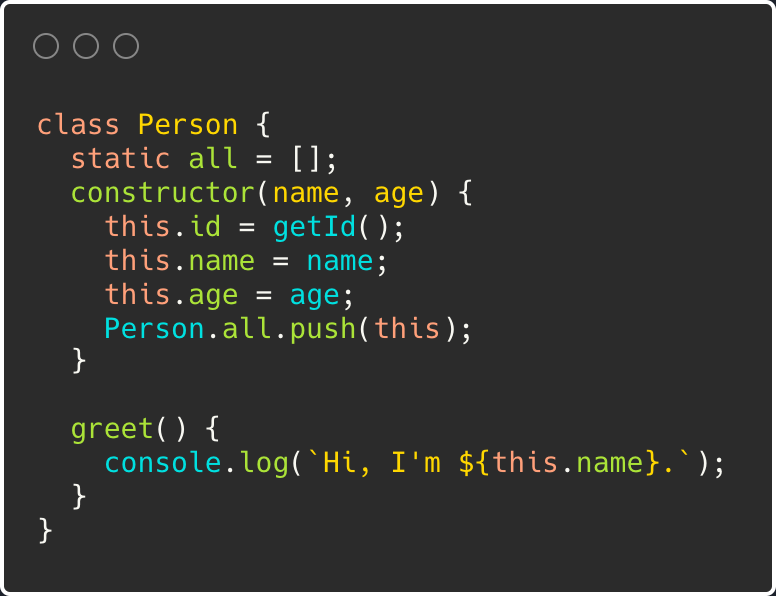 class Person {
  static all = [];
  constructor(name, age) {
    this.id = getId();
    this.name = name;
    this.age = age;
    Person.all.push(this);
  }

  greet() {
    console.log(`Hi, I'm ${this.name}.`);
  }
}